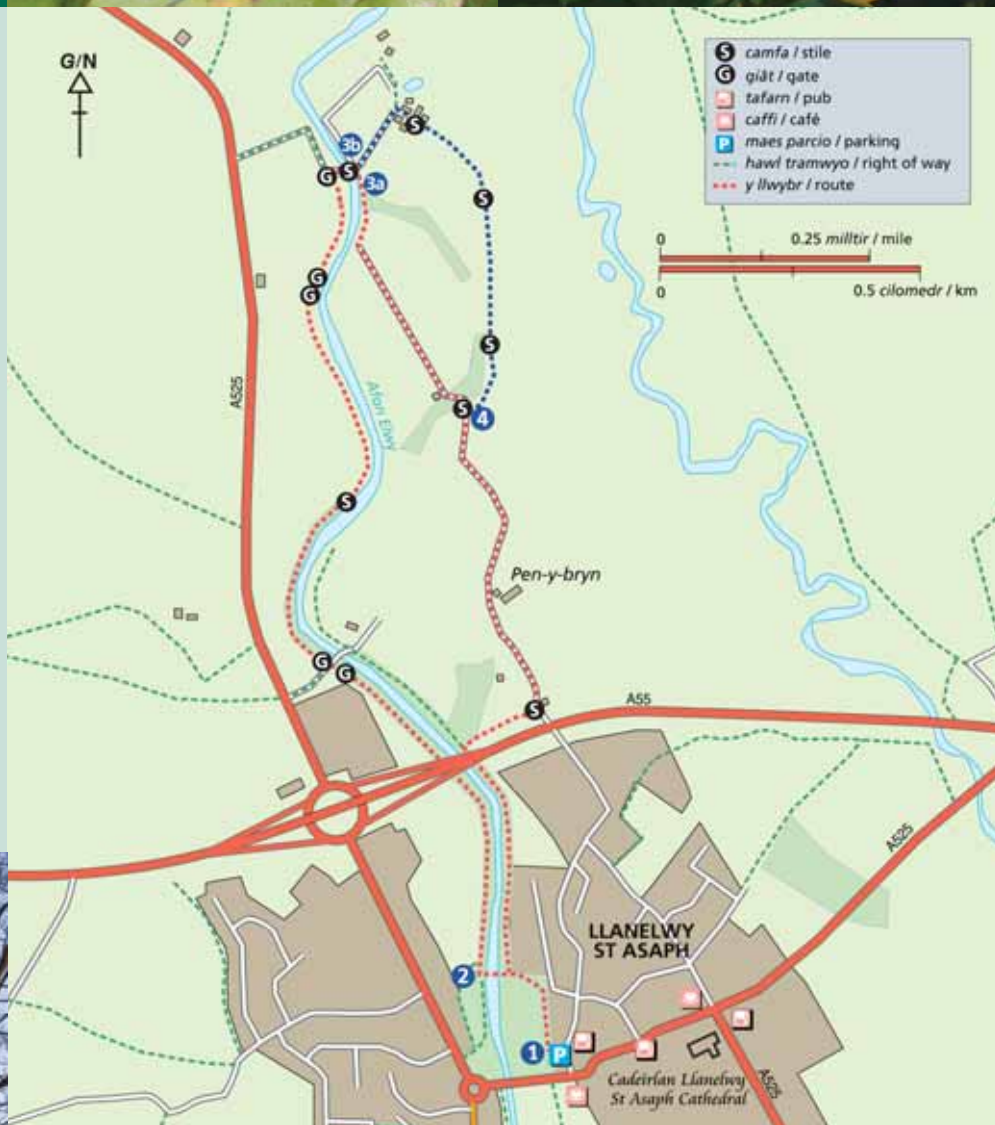 G/N
S camfa / stile
G giât / gate
tafarn / pub
caffi / café
P maes parcio / parking
hawl tramwyo / right of way
y llwybr / route
0 0.25 milltir / mile
0 0.5 cilomedr / km
S
3b
S
G S
3a
G
G
A525
Afon Elwy
S
S
4
S
Pen-y-bryn
G
G
S
A55
A525
LLANELWY
ST ASAPH
2
1 P
Cadeirlan Llanelwy
St Asaph Cathedral
A525